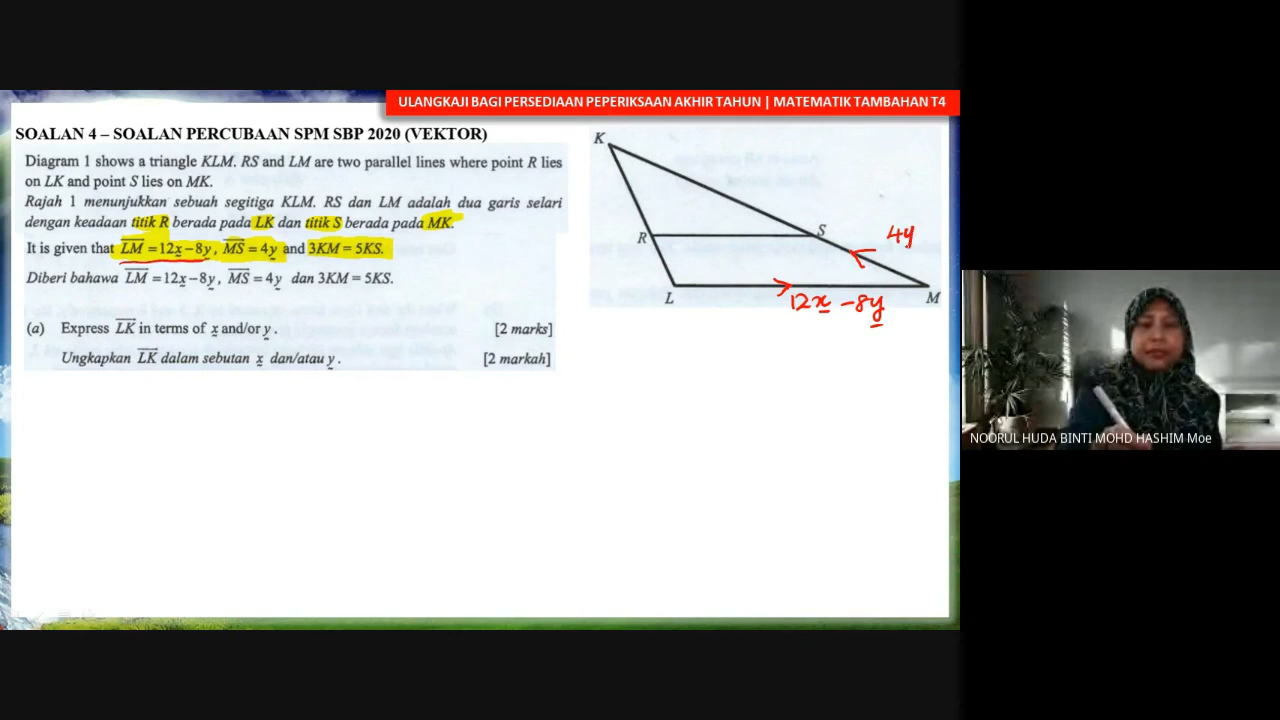 ULANGKAJI BAGI PERSEDIAAN PEPERIKSAAN AKHIR TAHUN | MATEMATIK TAMBAHAN T4
SOALAN 4 – SOALAN PERCUBAAN SPM SBP 2020 (VEKTOR)
Diagram 1 shows a triangle KLM. RS and LM are two parallel lines where point R lies
on LK and point S lies on MK.
Rajah 1 menunjukkan sebuah segitiga KLM. RS dan LM adalah dua garis selari
dengan keadaan titik R berada pada LK dan titik S berada pada MK.
It is given that LM = 12x – 8y, MS = 4y and 3KM = 5KS.
Diberi bahawa LM = 12x – 8y, MS = 4y dan 3KM = 5KS.
(a) Express LK in terms of x and/or y. [2 marks]
Ungkapkan LK dalam sebutan x dan/atau y. [2 markah]
K
R
S
4y
L
M
12x - 8y
NOORUL HUDA BINTI MOHD HASHIM Moe